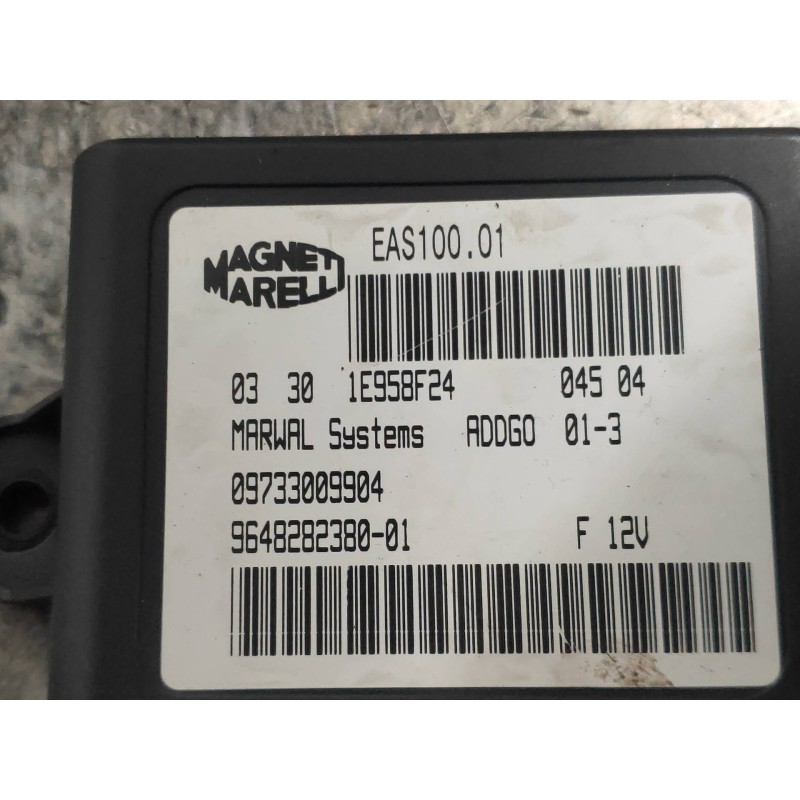 MAGNETI
MARELLI
EAS100.01
03 30 1E958F24 045 04
MARWAL Systems ADDGO 01-3
09733009904
9648282380-01 F 12V